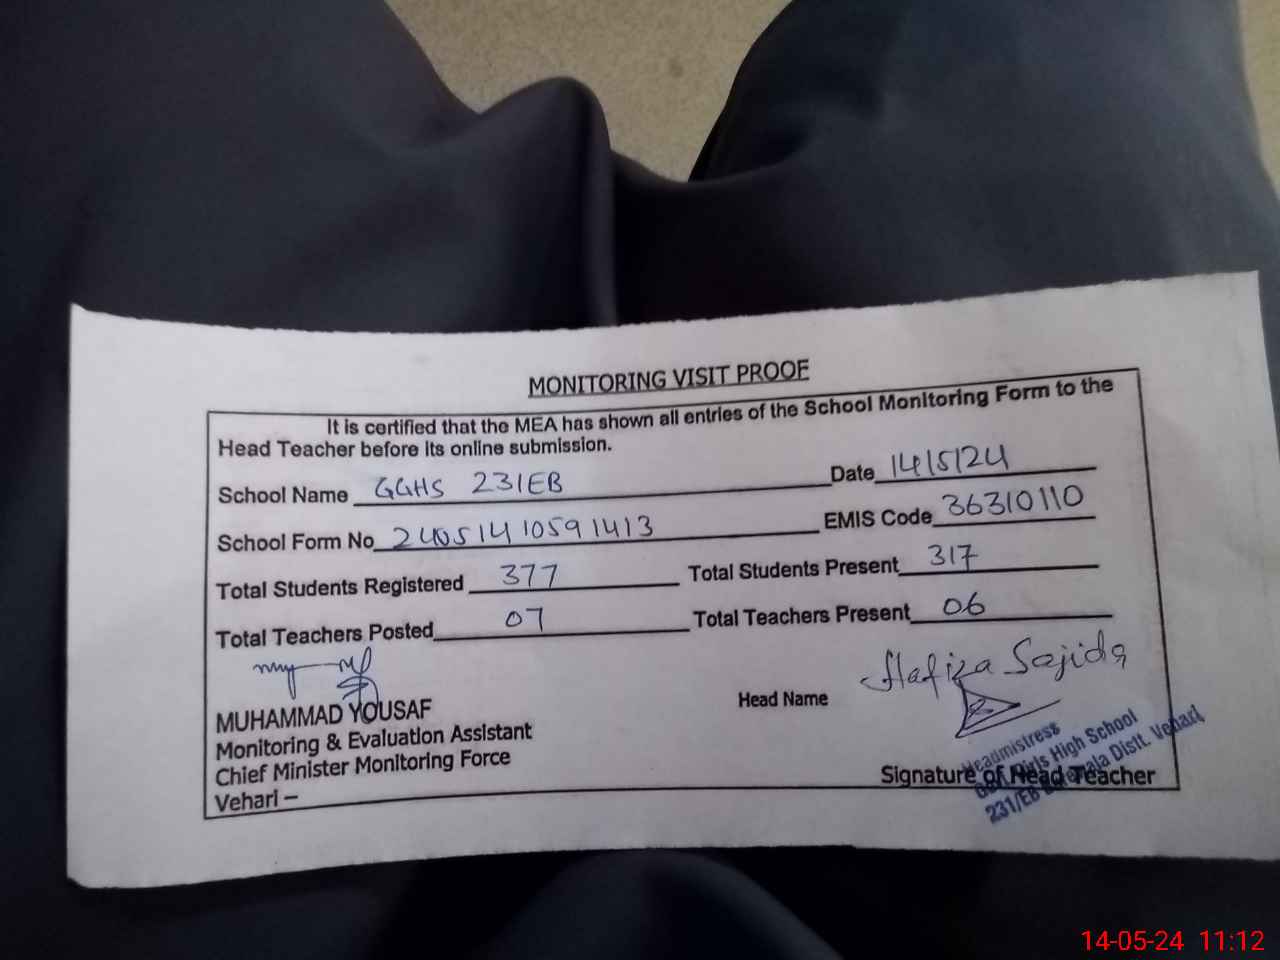 MONITORING VISIT PROOF
It is certified that the MEA has shown all entries of the School Monitoring Form to the
Head Teacher before its online submission.
School Name GGHS 231EB Date 14/5/24
School Form No 24051410591413 EMIS Code 36310110
Total Students Registered 377 Total Students Present 317
Total Teachers Posted 07 Total Teachers Present 06
MUHAMMAD YOUSAF
Monitoring & Evaluation Assistant
Chief Minister Monitoring Force
Vehari –
Head Name Hafiza Sajida
Signature of Head Teacher
Headmistress
Girls High School
231/EB Distt. Vehari
14-05-24 11:12